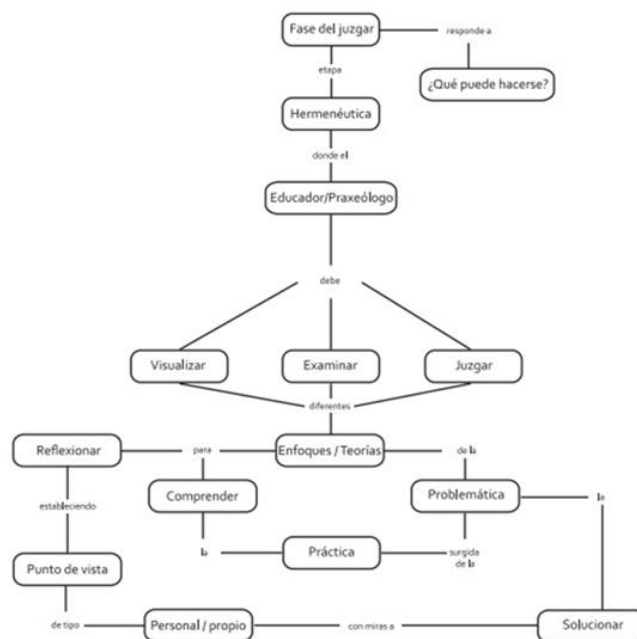 Fase del juzgar
responde a
etapa
¿Qué puede hacerse?
Hermenéutica
donde el
Educador/Praxeólogo
debe
Visualizar
Examinar
Juzgar
diferentes
Reflexionar
para
Enfoques / Teorías
de la
Comprender
Problemática
estableciendo
la
la
Práctica
surgida
de la
Punto de vista
de tipo
Personal / propio
con miras a
Solucionar